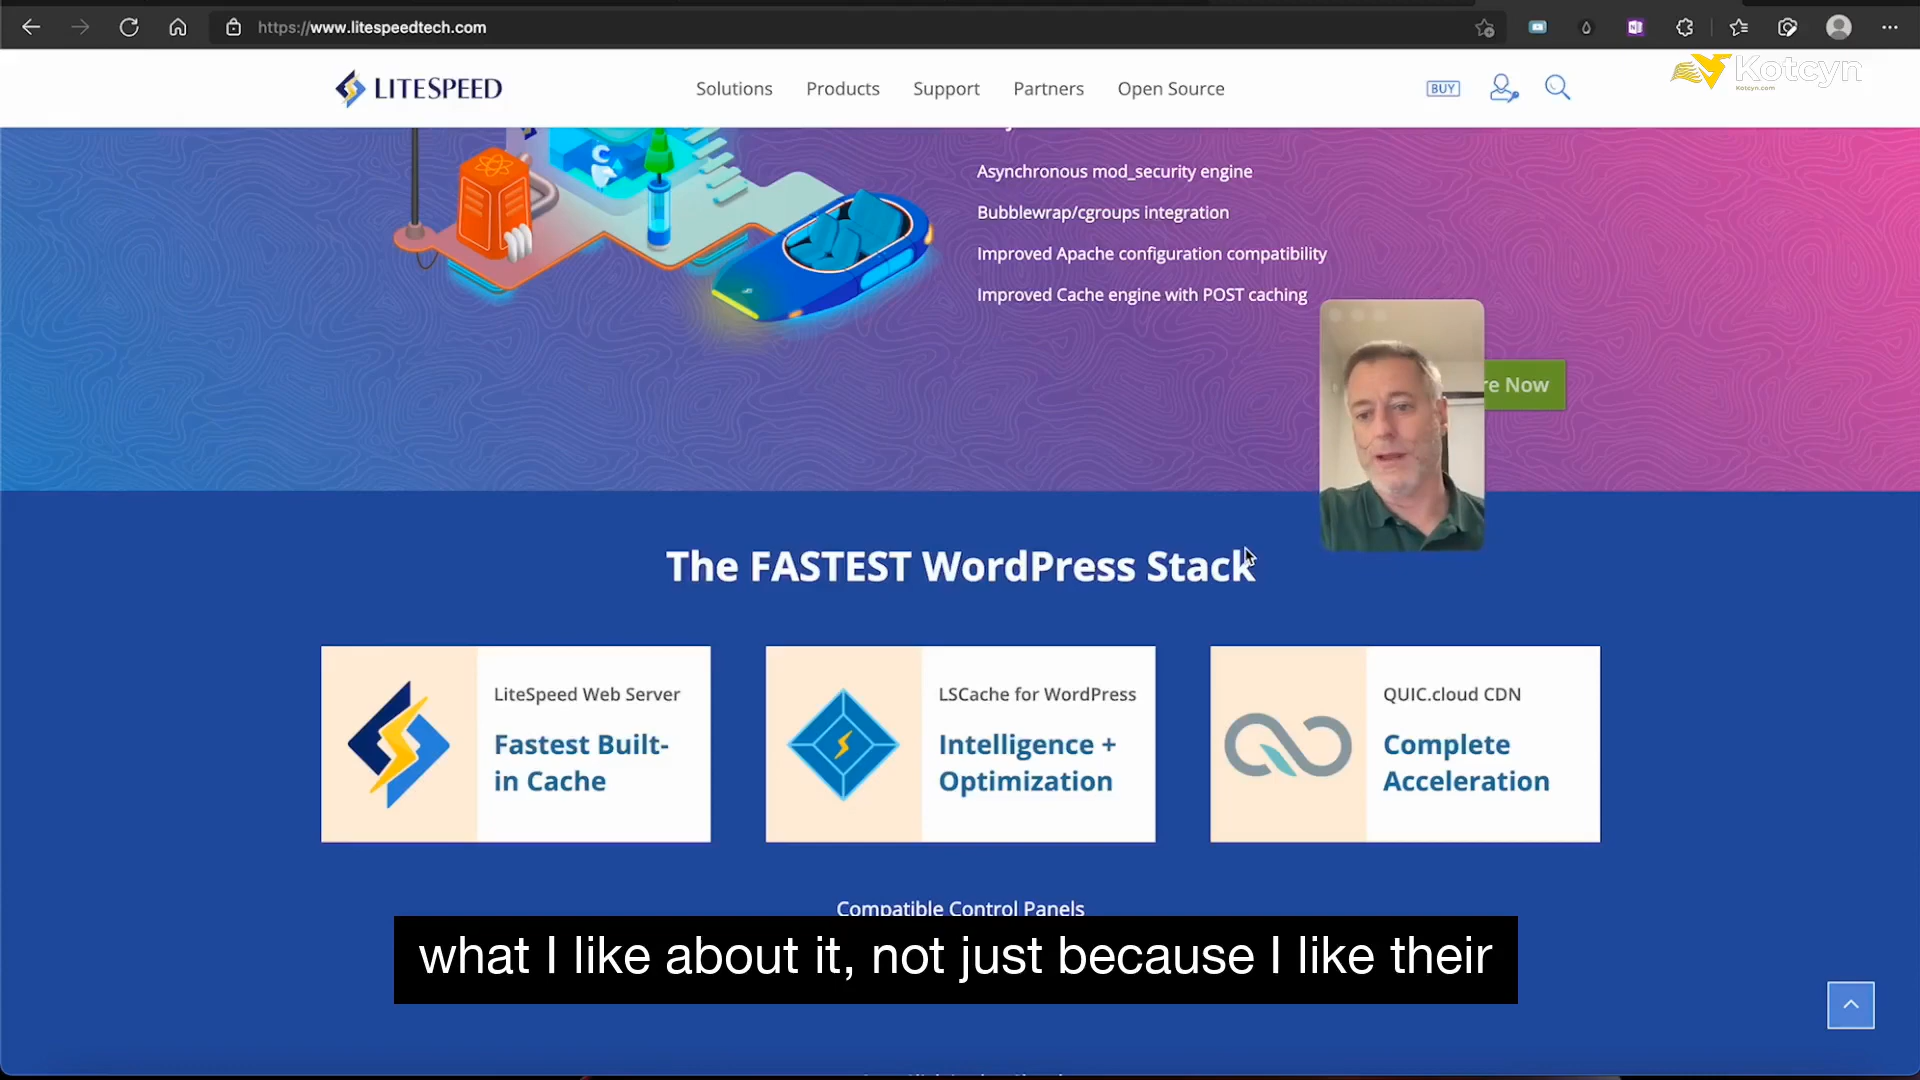 https://www.litespeedtech.com
LITESPEED
Solutions
Products
Support
Partners
Open Source
BUY
Kotcyn
Kotcyn.com
Asynchronous mod_security engine
Bubblewrap/cgroups integration
Improved Apache configuration compatibility
Improved Cache engine with POST caching
re Now
The FASTEST WordPress Stack
LiteSpeed Web Server
Fastest Built-
in Cache
LSCache for WordPress
Intelligence +
Optimization
QUIC.cloud CDN
Complete
Acceleration
Compatible Control Panels
what I like about it, not just because I like their